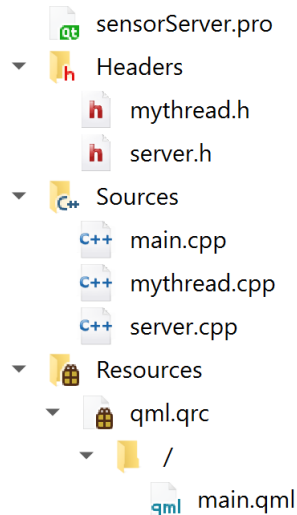 sensorServer.pro
Headers
mythread.h
server.h
Sources
main.cpp
mythread.cpp
server.cpp
Resources
qml.qrc
/
main.qml